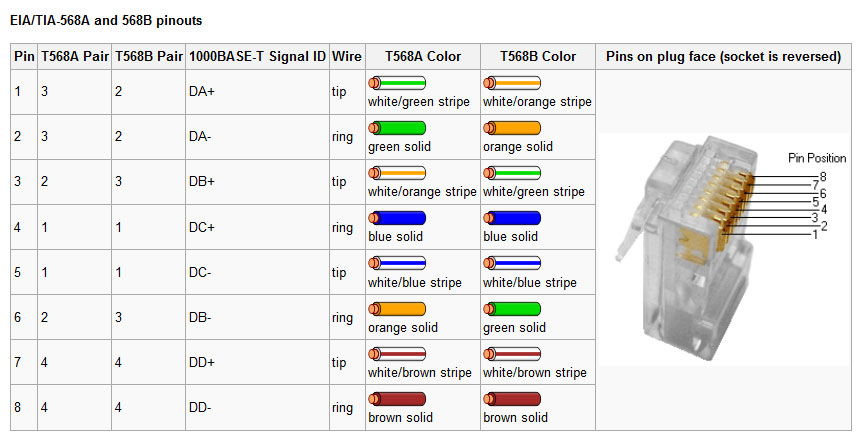 EIA/TIA-568A and 568B pinouts
Pin T568A Pair T568B Pair 1000BASE-T Signal ID Wire T568A Color T568B Color Pins on plug face (socket is reversed)
1 3 2 DA+ tip white/green stripe white/orange stripe
2 3 2 DA- ring green solid orange solid
3 2 3 DB+ tip white/orange stripe white/green stripe
4 1 1 DC+ ring blue solid blue solid
5 1 1 DC- tip white/blue stripe white/blue stripe
6 2 3 DB- ring orange solid green solid
7 4 4 DD+ tip white/brown stripe white/brown stripe
8 4 4 DD- ring brown solid brown solid
Pin Position
8
7
6
5
4
3
2
1